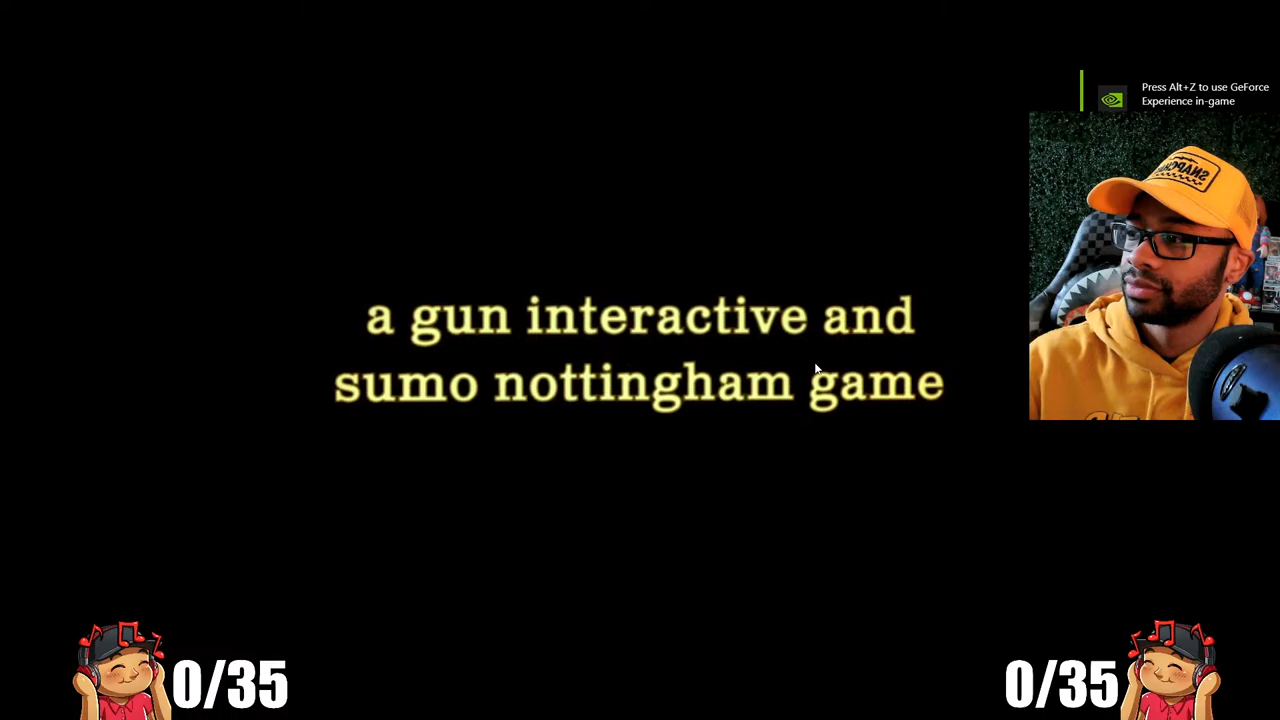 Press Alt+Z to use GeForce
Experience in-game
a gun interactive and
sumo nottingham game
0/35
0/35